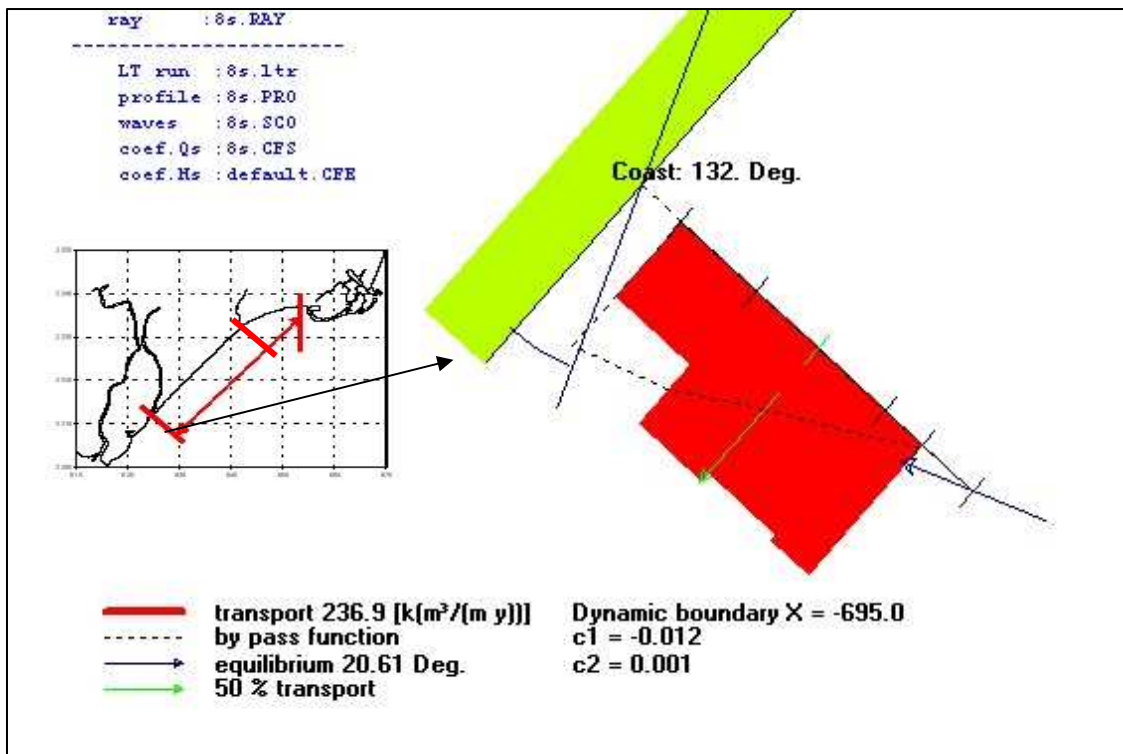 ray :8s.RAY
LT run :8s.ltr
profile :8s.PRO
waves :8s.SCO
coef.Qs :8s.CFS
coef.Hs :default.CFE
Coast: 132. Deg.
transport 236.9 [k(m³/(m y))]
by pass function
equilibrium 20.61 Deg.
50 % transport
Dynamic boundary X = -695.0
c1 = -0.012
c2 = 0.001